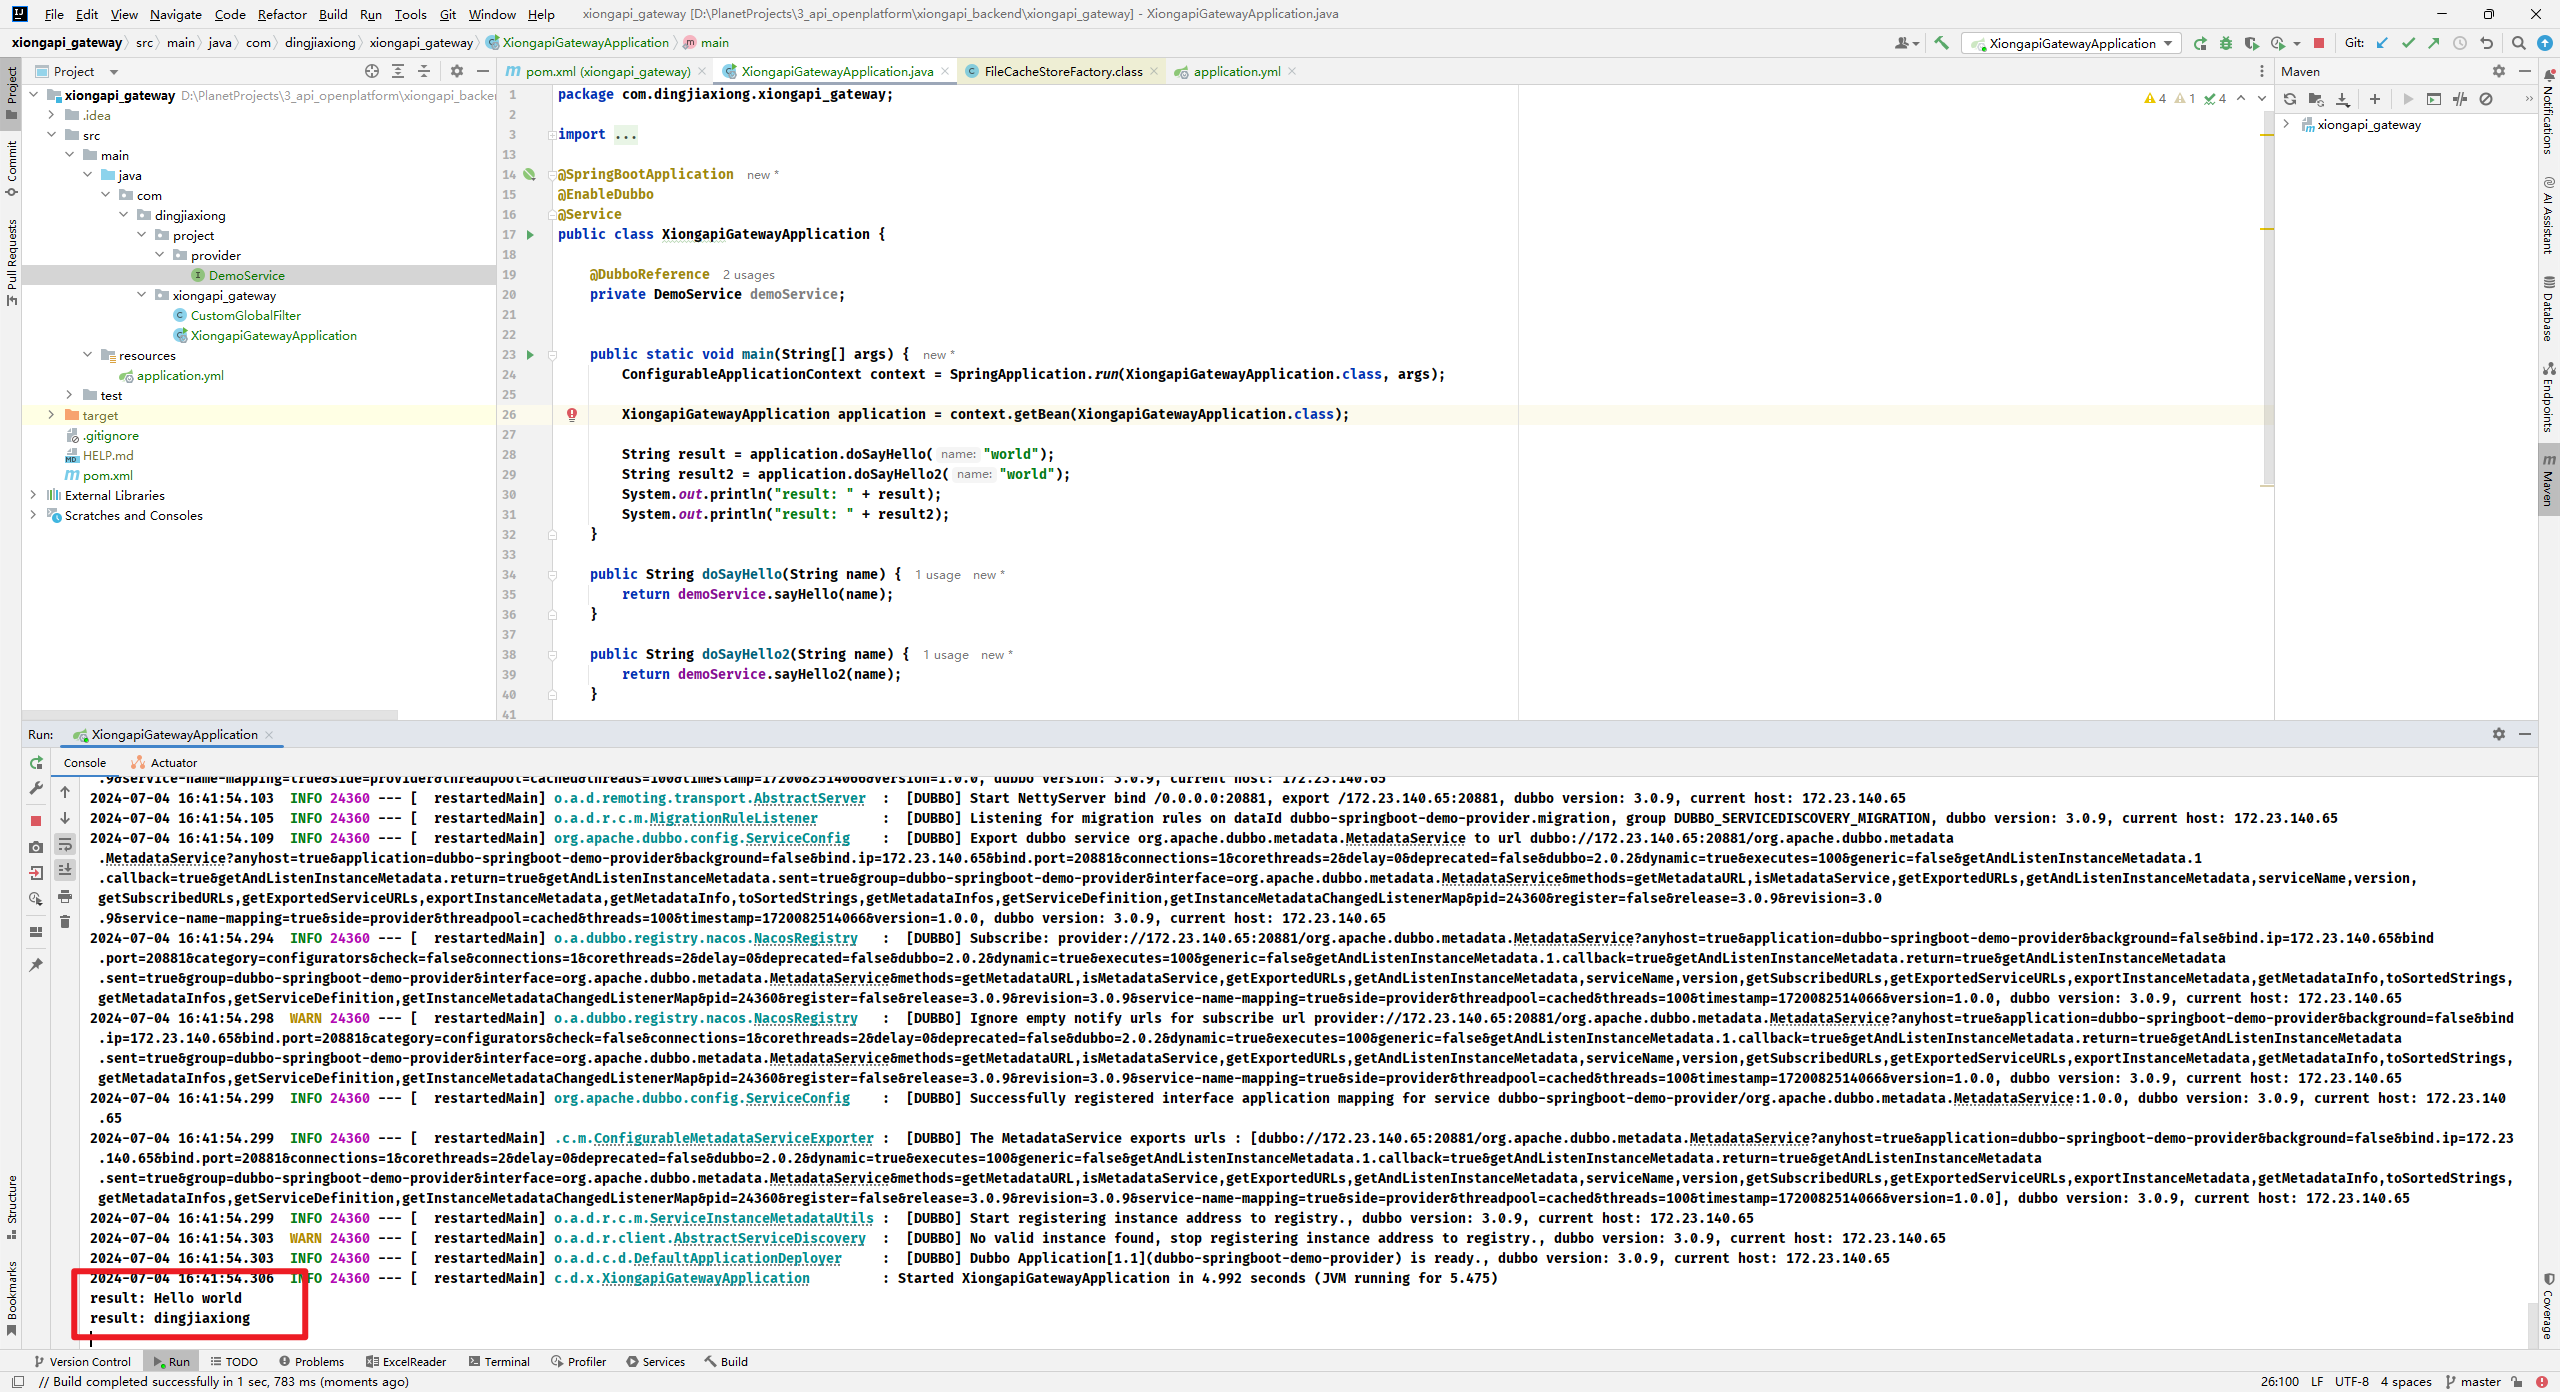 File Edit View Navigate Code Refactor Build Run Tools Git Window Help xiongapi_gateway [D:\PlanetProjects\3_api_openplatform\xiongapi_backend\xiongapi_gateway] - XiongapiGatewayApplication.java
xiongapi_gateway src main java com dingjiaxiong xiongapi_gateway XiongapiGatewayApplication main XiongapiGatewayApplication Git:
Project
pom.xml (xiongapi_gateway) XiongapiGatewayApplication.java FileCacheStoreFactory.class application.yml
Maven
xiongapi_gateway D:\PlanetProjects\3_api_openplatform\xiongapi_backen
.idea
src
main
java
com
dingjiaxiong
project
provider
DemoService
xiongapi_gateway
CustomGlobalFilter
XiongapiGatewayApplication
resources
application.yml
test
target
.gitignore
HELP.md
pom.xml
External Libraries
Scratches and Consoles
1 package com.dingjiaxiong.xiongapi_gateway;
2
3 import ...
13
14 @SpringBootApplication new *
15 @EnableDubbo
16 @Service
17 public class XiongapiGatewayApplication {
18
19 @DubboReference 2 usages
20 private DemoService demoService;
21
22
23 public static void main(String[] args) { new *
24 ConfigurableApplicationContext context = SpringApplication.run(XiongapiGatewayApplication.class, args);
25
26 XiongapiGatewayApplication application = context.getBean(XiongapiGatewayApplication.class);
27
28 String result = application.doSayHello( name: "world");
29 String result2 = application.doSayHello2( name: "world");
30 System.out.println("result: " + result);
31 System.out.println("result: " + result2);
32 }
33
34 public String doSayHello(String name) { 1 usage new *
35 return demoService.sayHello(name);
36 }
37
38 public String doSayHello2(String name) { 1 usage new *
39 return demoService.sayHello2(name);
40 }
41
4 1 4
xiongapi_gateway
Project
Commit
Pull Requests
Structure
Bookmarks
Notifications
AI Assistant
Database
Endpoints
Maven
Coverage
Run: XiongapiGatewayApplication
Console Actuator
.9&service-name-mapping=true&side=provider&threadpool=cached&threads=100&timestamp=1720082514066&version=1.0.0, dubbo version: 3.0.9, current host: 172.23.140.65
2024-07-04 16:41:54.103 INFO 24360 --- [ restartedMain] o.a.d.remoting.transport.AbstractServer : [DUBBO] Start NettyServer bind /0.0.0.0:20881, export /172.23.140.65:20881, dubbo version: 3.0.9, current host: 172.23.140.65
2024-07-04 16:41:54.105 INFO 24360 --- [ restartedMain] o.a.d.r.c.m.MigrationRuleListener : [DUBBO] Listening for migration rules on dataId dubbo-springboot-demo-provider.migration, group DUBBO_SERVICEDISCOVERY_MIGRATION, dubbo version: 3.0.9, current host: 172.23.140.65
2024-07-04 16:41:54.109 INFO 24360 --- [ restartedMain] org.apache.dubbo.config.ServiceConfig : [DUBBO] Export dubbo service org.apache.dubbo.metadata.MetadataService to url dubbo://172.23.140.65:20881/org.apache.dubbo.metadata
.MetadataService?anyhost=true&application=dubbo-springboot-demo-provider&background=false&bind.ip=172.23.140.65&bind.port=20881&connections=1&corethreads=2&delay=0&deprecated=false&dubbo=2.0.2&dynamic=true&executes=100&generic=false&getAndListenInstanceMetadata.1
.callback=true&getAndListenInstanceMetadata.return=true&getAndListenInstanceMetadata.sent=true&group=dubbo-springboot-demo-provider&interface=org.apache.dubbo.metadata.MetadataService&methods=getMetadataURL,isMetadataService,getExportedURLs,getAndListenInstanceMetadata,serviceName,version,
getSubscribedURLs,getExportedServiceURLs,exportInstanceMetadata,getMetadataInfo,toSortedStrings,getMetadataInfos,getServiceDefinition,getInstanceMetadataChangedListenerMap&pid=24360&register=false&release=3.0.9&revision=3.0
.9&service-name-mapping=true&side=provider&threadpool=cached&threads=100&timestamp=1720082514066&version=1.0.0, dubbo version: 3.0.9, current host: 172.23.140.65
2024-07-04 16:41:54.294 INFO 24360 --- [ restartedMain] o.a.dubbo.registry.nacos.NacosRegistry : [DUBBO] Subscribe: provider://172.23.140.65:20881/org.apache.dubbo.metadata.MetadataService?anyhost=true&application=dubbo-springboot-demo-provider&background=false&bind.ip=172.23.140.65&bind
.port=20881&category=configurators&check=false&connections=1&corethreads=2&delay=0&deprecated=false&dubbo=2.0.2&dynamic=true&executes=100&generic=false&getAndListenInstanceMetadata.1.callback=true&getAndListenInstanceMetadata.return=true&getAndListenInstanceMetadata
.sent=true&group=dubbo-springboot-demo-provider&interface=org.apache.dubbo.metadata.MetadataService&methods=getMetadataURL,isMetadataService,getExportedURLs,getAndListenInstanceMetadata,serviceName,version,getSubscribedURLs,getExportedServiceURLs,exportInstanceMetadata,getMetadataInfo,toSortedStrings,
getMetadataInfos,getServiceDefinition,getInstanceMetadataChangedListenerMap&pid=24360&register=false&release=3.0.9&revision=3.0.9&service-name-mapping=true&side=provider&threadpool=cached&threads=100&timestamp=1720082514066&version=1.0.0, dubbo version: 3.0.9, current host: 172.23.140.65
2024-07-04 16:41:54.298 WARN 24360 --- [ restartedMain] o.a.dubbo.registry.nacos.NacosRegistry : [DUBBO] Ignore empty notify urls for subscribe url provider://172.23.140.65:20881/org.apache.dubbo.metadata.MetadataService?anyhost=true&application=dubbo-springboot-demo-provider&background=false&bind
.ip=172.23.140.65&bind.port=20881&category=configurators&check=false&connections=1&corethreads=2&delay=0&deprecated=false&dubbo=2.0.2&dynamic=true&executes=100&generic=false&getAndListenInstanceMetadata.1.callback=true&getAndListenInstanceMetadata.return=true&getAndListenInstanceMetadata
.sent=true&group=dubbo-springboot-demo-provider&interface=org.apache.dubbo.metadata.MetadataService&methods=getMetadataURL,isMetadataService,getExportedURLs,getAndListenInstanceMetadata,serviceName,version,getSubscribedURLs,getExportedServiceURLs,exportInstanceMetadata,getMetadataInfo,toSortedStrings,
getMetadataInfos,getServiceDefinition,getInstanceMetadataChangedListenerMap&pid=24360&register=false&release=3.0.9&revision=3.0.9&service-name-mapping=true&side=provider&threadpool=cached&threads=100&timestamp=1720082514066&version=1.0.0, dubbo version: 3.0.9, current host: 172.23.140.65
2024-07-04 16:41:54.299 INFO 24360 --- [ restartedMain] org.apache.dubbo.config.ServiceConfig : [DUBBO] Successfully registered interface application mapping for service dubbo-springboot-demo-provider/org.apache.dubbo.metadata.MetadataService:1.0.0, dubbo version: 3.0.9, current host: 172.23.140
.65
2024-07-04 16:41:54.299 INFO 24360 --- [ restartedMain] .c.m.ConfigurableMetadataServiceExporter : [DUBBO] The MetadataService exports urls : [dubbo://172.23.140.65:20881/org.apache.dubbo.metadata.MetadataService?anyhost=true&application=dubbo-springboot-demo-provider&background=false&bind.ip=172.23
.140.65&bind.port=20881&connections=1&corethreads=2&delay=0&deprecated=false&dubbo=2.0.2&dynamic=true&executes=100&generic=false&getAndListenInstanceMetadata.1.callback=true&getAndListenInstanceMetadata.return=true&getAndListenInstanceMetadata
.sent=true&group=dubbo-springboot-demo-provider&interface=org.apache.dubbo.metadata.MetadataService&methods=getMetadataURL,isMetadataService,getExportedURLs,getAndListenInstanceMetadata,serviceName,version,getSubscribedURLs,getExportedServiceURLs,exportInstanceMetadata,getMetadataInfo,toSortedStrings,
getMetadataInfos,getServiceDefinition,getInstanceMetadataChangedListenerMap&pid=24360&register=false&release=3.0.9&revision=3.0.9&service-name-mapping=true&side=provider&threadpool=cached&threads=100&timestamp=1720082514066&version=1.0.0], dubbo version: 3.0.9, current host: 172.23.140.65
2024-07-04 16:41:54.299 INFO 24360 --- [ restartedMain] o.a.d.r.c.m.ServiceInstanceMetadataUtils : [DUBBO] Start registering instance address to registry., dubbo version: 3.0.9, current host: 172.23.140.65
2024-07-04 16:41:54.303 WARN 24360 --- [ restartedMain] o.a.d.r.client.AbstractServiceDiscovery : [DUBBO] No valid instance found, stop registering instance address to registry., dubbo version: 3.0.9, current host: 172.23.140.65
2024-07-04 16:41:54.303 INFO 24360 --- [ restartedMain] o.a.d.c.d.DefaultApplicationDeployer : [DUBBO] Dubbo Application[1.1](dubbo-springboot-demo-provider) is ready., dubbo version: 3.0.9, current host: 172.23.140.65
2024-07-04 16:41:54.306 INFO 24360 --- [ restartedMain] c.d.x.XiongapiGatewayApplication : Started XiongapiGatewayApplication in 4.992 seconds (JVM running for 5.475)
result: Hello world
result: dingjiaxiong
Version Control Run TODO Problems ExcelReader Terminal Profiler Services Build
// Build completed successfully in 1 sec, 783 ms (moments ago) 26:100 LF UTF-8 4 spaces master